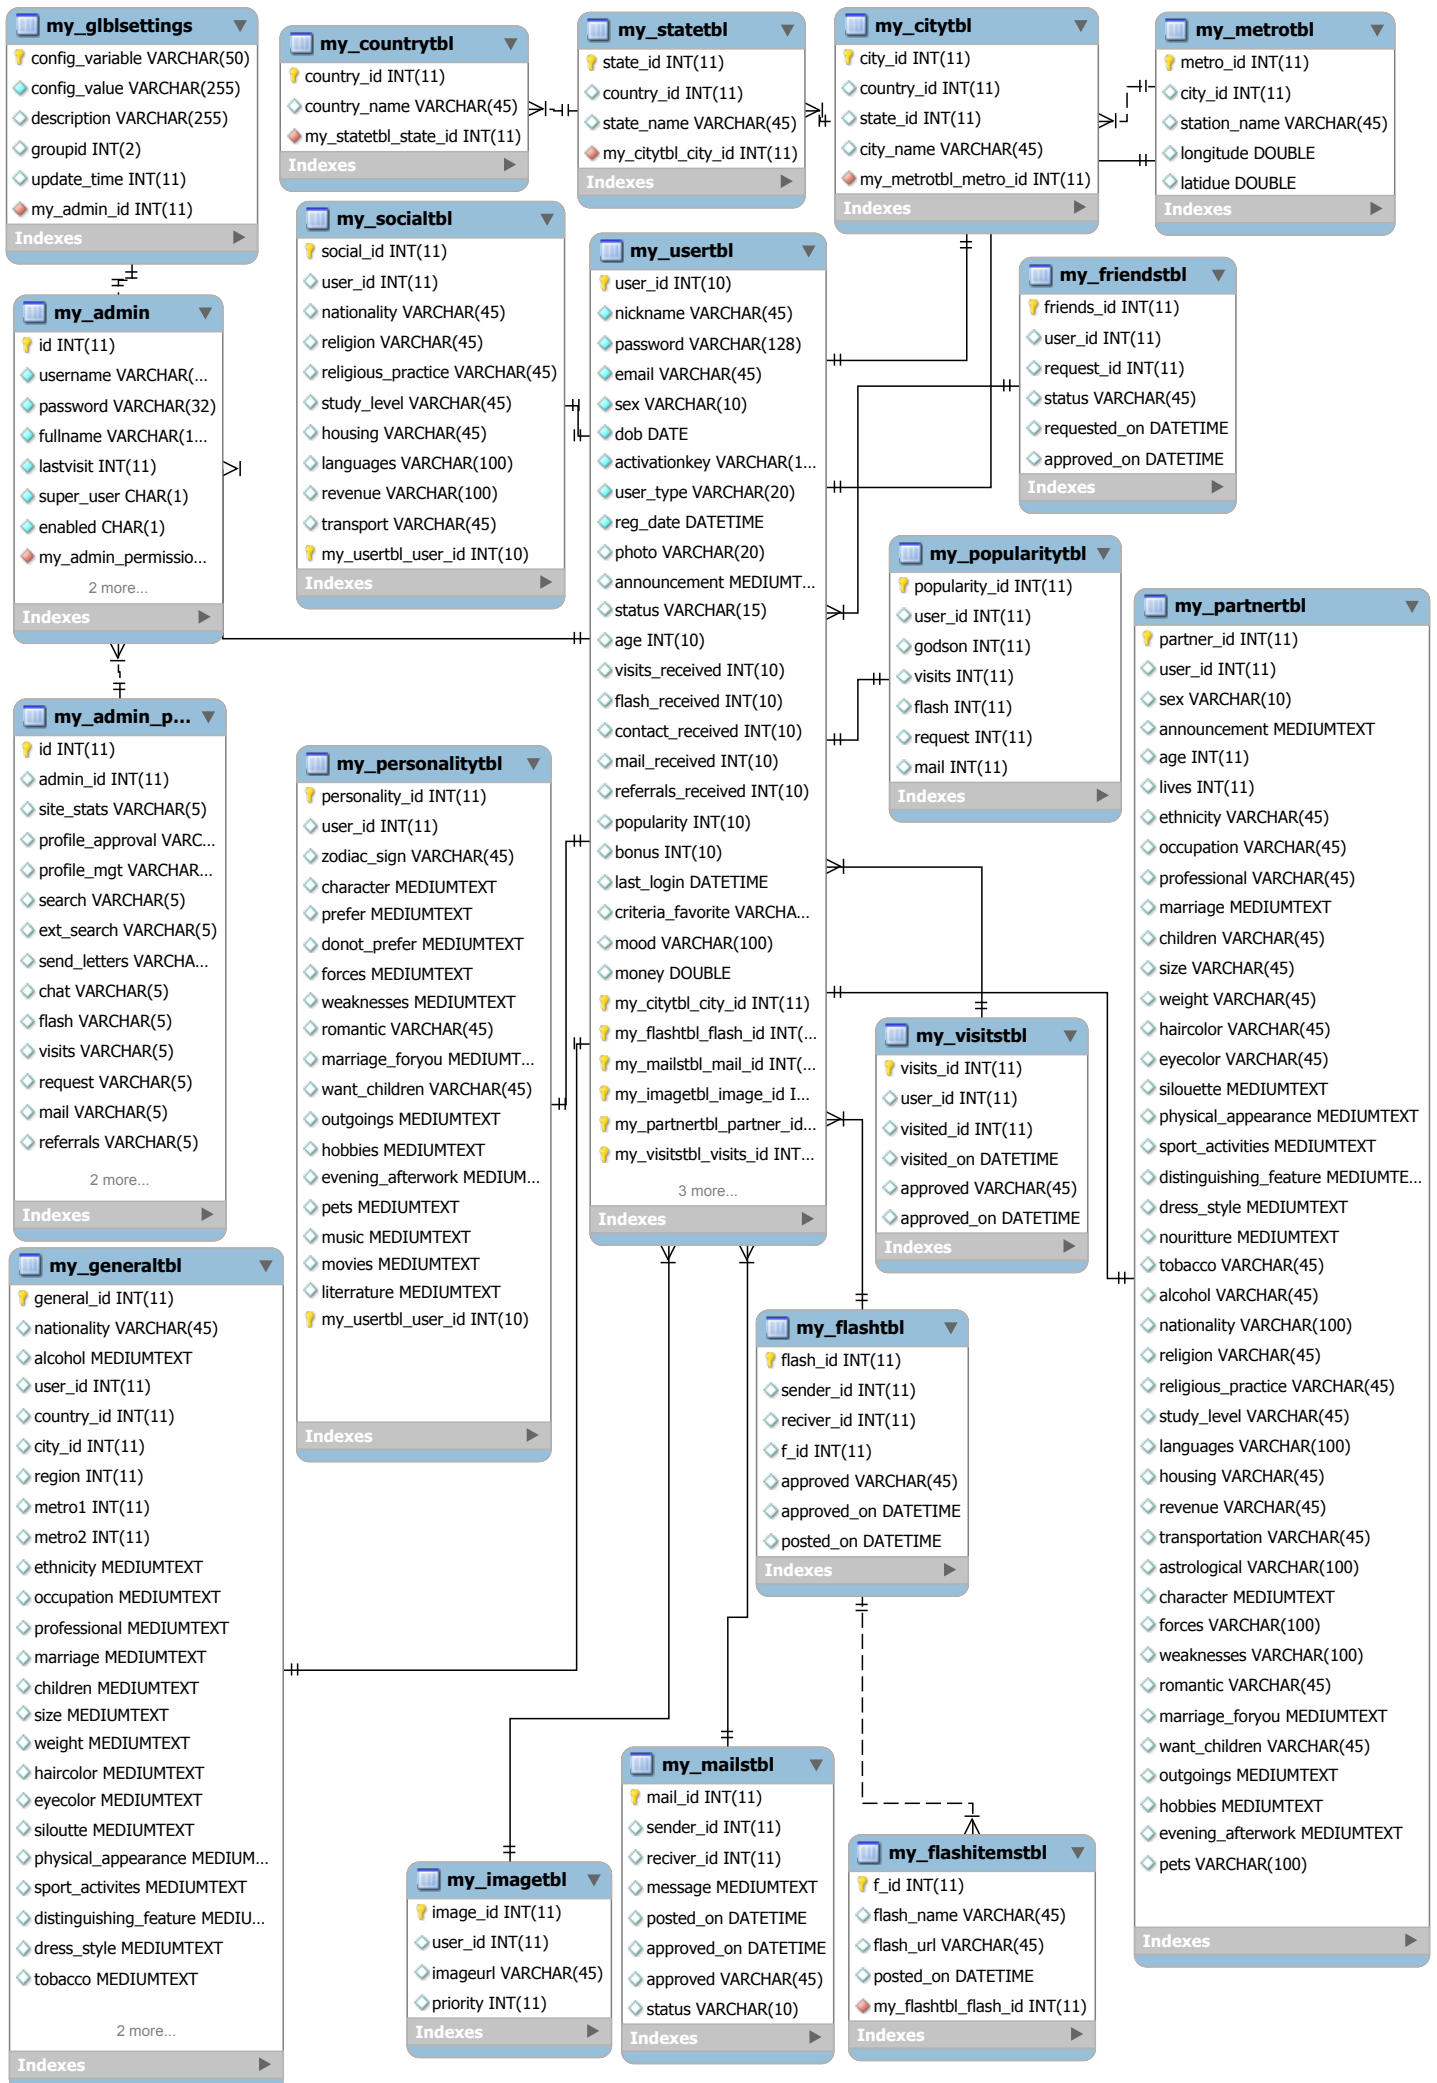 my_glblsettings
config_variable VARCHAR(50)
config_value VARCHAR(255)
description VARCHAR(255)
groupid INT(2)
update_time INT(11)
my_admin_id INT(11)
Indexes
my_countrytbl
country_id INT(11)
country_name VARCHAR(45)
my_statetbl_state_id INT(11)
Indexes
my_statetbl
state_id INT(11)
country_id INT(11)
state_name VARCHAR(45)
my_citytbl_city_id INT(11)
Indexes
my_citytbl
city_id INT(11)
country_id INT(11)
state_id INT(11)
city_name VARCHAR(45)
my_metrotbl_metro_id INT(11)
Indexes
my_metrotbl
metro_id INT(11)
city_id INT(11)
station_name VARCHAR(45)
longitude DOUBLE
latidue DOUBLE
Indexes
my_admin
id INT(11)
username VARCHAR(...
password VARCHAR(32)
fullname VARCHAR(1...
lastvisit INT(11)
super_user CHAR(1)
enabled CHAR(1)
my_admin_permissio...
2 more...
Indexes
my_socialtbl
social_id INT(11)
user_id INT(11)
nationality VARCHAR(45)
religion VARCHAR(45)
religious_practice VARCHAR(45)
study_level VARCHAR(45)
housing VARCHAR(45)
languages VARCHAR(100)
revenue VARCHAR(100)
transport VARCHAR(45)
my_usertbl_user_id INT(10)
Indexes
my_usertbl
user_id INT(10)
nickname VARCHAR(45)
password VARCHAR(128)
email VARCHAR(45)
sex VARCHAR(10)
dob DATE
activationkey VARCHAR(1...
user_type VARCHAR(20)
reg_date DATETIME
photo VARCHAR(20)
announcement MEDIUMT...
status VARCHAR(15)
age INT(10)
visits_received INT(10)
flash_received INT(10)
contact_received INT(10)
mail_received INT(10)
referrals_received INT(10)
popularity INT(10)
bonus INT(10)
last_login DATETIME
criteria_favorite VARCHA...
mood VARCHAR(100)
money DOUBLE
my_citytbl_city_id INT(11)
my_flashtbl_flash_id INT(...
my_mailstbl_mail_id INT(...
my_imagetbl_image_id I...
my_partnertbl_partner_id...
my_visitstbl_visits_id INT...
3 more...
Indexes
my_friendstbl
friends_id INT(11)
user_id INT(11)
request_id INT(11)
status VARCHAR(45)
requested_on DATETIME
approved_on DATETIME
Indexes
my_popularitytbl
popularity_id INT(11)
user_id INT(11)
godson INT(11)
visits INT(11)
flash INT(11)
request INT(11)
mail INT(11)
Indexes
my_partnertbl
partner_id INT(11)
user_id INT(11)
sex VARCHAR(10)
announcement MEDIUMTEXT
age INT(11)
lives INT(11)
ethnicity VARCHAR(45)
occupation VARCHAR(45)
professional VARCHAR(45)
marriage MEDIUMTEXT
children VARCHAR(45)
size VARCHAR(45)
weight VARCHAR(45)
haircolor VARCHAR(45)
eyecolor VARCHAR(45)
silouette MEDIUMTEXT
physical_appearance MEDIUMTEXT
sport_activities MEDIUMTEXT
distinguishing_feature MEDIUMTE...
dress_style MEDIUMTEXT
nouritture MEDIUMTEXT
tobacco VARCHAR(45)
alcohol VARCHAR(45)
nationality VARCHAR(100)
religion VARCHAR(45)
religious_practice VARCHAR(45)
study_level VARCHAR(45)
languages VARCHAR(100)
housing VARCHAR(45)
revenue VARCHAR(45)
transportation VARCHAR(45)
astrological VARCHAR(100)
character MEDIUMTEXT
forces VARCHAR(100)
weaknesses VARCHAR(100)
romantic VARCHAR(45)
marriage_foryou MEDIUMTEXT
want_children VARCHAR(45)
outgoings MEDIUMTEXT
hobbies MEDIUMTEXT
evening_afterwork MEDIUMTEXT
pets VARCHAR(100)
Indexes
my_admin_p...
id INT(11)
admin_id INT(11)
site_stats VARCHAR(5)
profile_approval VARC...
profile_mgt VARCHAR...
search VARCHAR(5)
ext_search VARCHAR(5)
send_letters VARCHA...
chat VARCHAR(5)
flash VARCHAR(5)
visits VARCHAR(5)
request VARCHAR(5)
mail VARCHAR(5)
referrals VARCHAR(5)
2 more...
Indexes
my_personalitytbl
personality_id INT(11)
user_id INT(11)
zodiac_sign VARCHAR(45)
character MEDIUMTEXT
prefer MEDIUMTEXT
donot_prefer MEDIUMTEXT
forces MEDIUMTEXT
weaknesses MEDIUMTEXT
romantic VARCHAR(45)
marriage_foryou MEDIUMT...
want_children VARCHAR(45)
outgoings MEDIUMTEXT
hobbies MEDIUMTEXT
evening_afterwork MEDIUM...
pets MEDIUMTEXT
music MEDIUMTEXT
movies MEDIUMTEXT
literrature MEDIUMTEXT
my_usertbl_user_id INT(10)
Indexes
my_visitstbl
visits_id INT(11)
user_id INT(11)
visited_id INT(11)
visited_on DATETIME
approved VARCHAR(45)
approved_on DATETIME
Indexes
my_generaltbl
general_id INT(11)
nationality VARCHAR(45)
alcohol MEDIUMTEXT
user_id INT(11)
country_id INT(11)
city_id INT(11)
region INT(11)
metro1 INT(11)
metro2 INT(11)
ethnicity MEDIUMTEXT
occupation MEDIUMTEXT
professional MEDIUMTEXT
marriage MEDIUMTEXT
children MEDIUMTEXT
size MEDIUMTEXT
weight MEDIUMTEXT
haircolor MEDIUMTEXT
eyecolor MEDIUMTEXT
siloutte MEDIUMTEXT
physical_appearance MEDIUM...
sport_activites MEDIUMTEXT
distinguishing_feature MEDIU...
dress_style MEDIUMTEXT
tobacco MEDIUMTEXT
2 more...
Indexes
my_flashtbl
flash_id INT(11)
sender_id INT(11)
reciver_id INT(11)
f_id INT(11)
approved VARCHAR(45)
approved_on DATETIME
posted_on DATETIME
Indexes
my_imagetbl
image_id INT(11)
user_id INT(11)
imageurl VARCHAR(45)
priority INT(11)
Indexes
my_mailstbl
mail_id INT(11)
sender_id INT(11)
reciver_id INT(11)
message MEDIUMTEXT
posted_on DATETIME
approved_on DATETIME
approved VARCHAR(45)
status VARCHAR(10)
Indexes
my_flashitemstbl
f_id INT(11)
flash_name VARCHAR(45)
flash_url VARCHAR(45)
posted_on DATETIME
my_flashtbl_flash_id INT(11)
Indexes